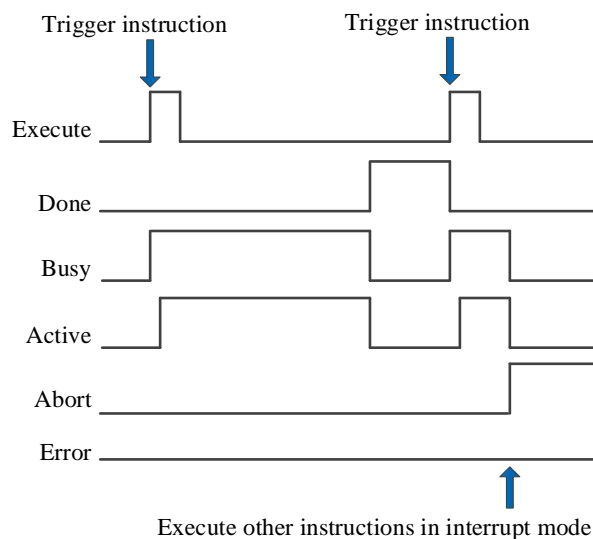 Trigger instruction Trigger instruction
Execute
Done
Busy
Active
Abort
Error
Execute other instructions in interrupt mode